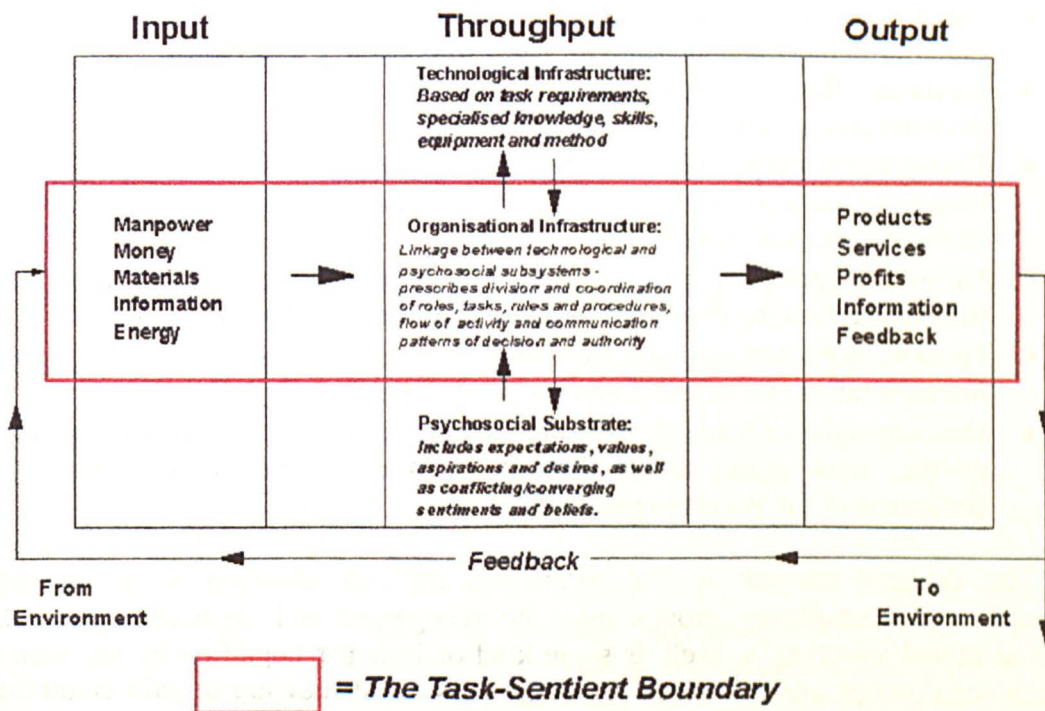 Input
Throughput
Output
Technological Infrastructure:
Based on task requirements,
specialised knowledge, skills,
equipment and method
Manpower
Money
Materials
Information
Energy
Organisational Infrastructure:
Linkage between technological and
psychosocial subsystems -
prescribes division and co-ordination
of roles, tasks, rules and procedures,
flow of activity and communication
patterns of decision and authority
Products
Services
Profits
Information
Feedback
Psychosocial Substrate:
Includes expectations, values,
aspirations and desires, as well
as conflicting/converging
sentiments and beliefs.
Feedback
From
Environment
To
Environment
= The Task-Sentient Boundary